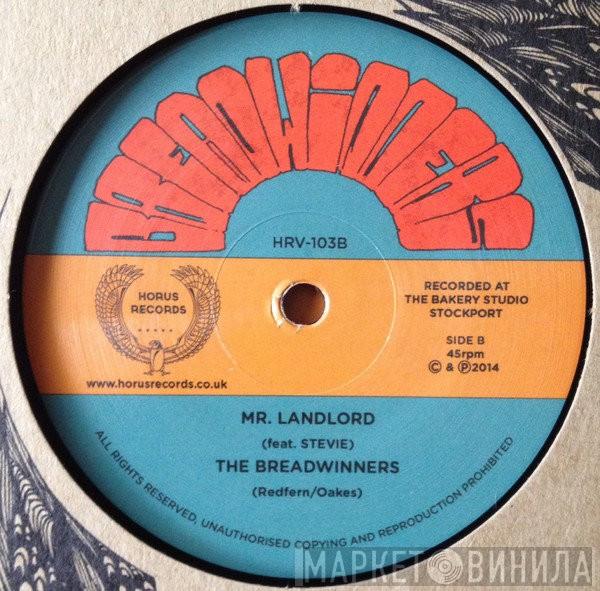 BREADWINNERS
HRV-103B
HORUS
RECORDS
www.horusrecords.co.uk
RECORDED AT
THE BAKERY STUDIO
STOCKPORT
SIDE B
45rpm
© & ℗ 2014
MR. LANDLORD
(feat. STEVIE)
THE BREADWINNERS
(Redfern/Oakes)
ALL RIGHTS RESERVED, UNAUTHORISED COPYING AND REPRODUCTION PROHIBITED
МАРКЕТ ВИНИЛА